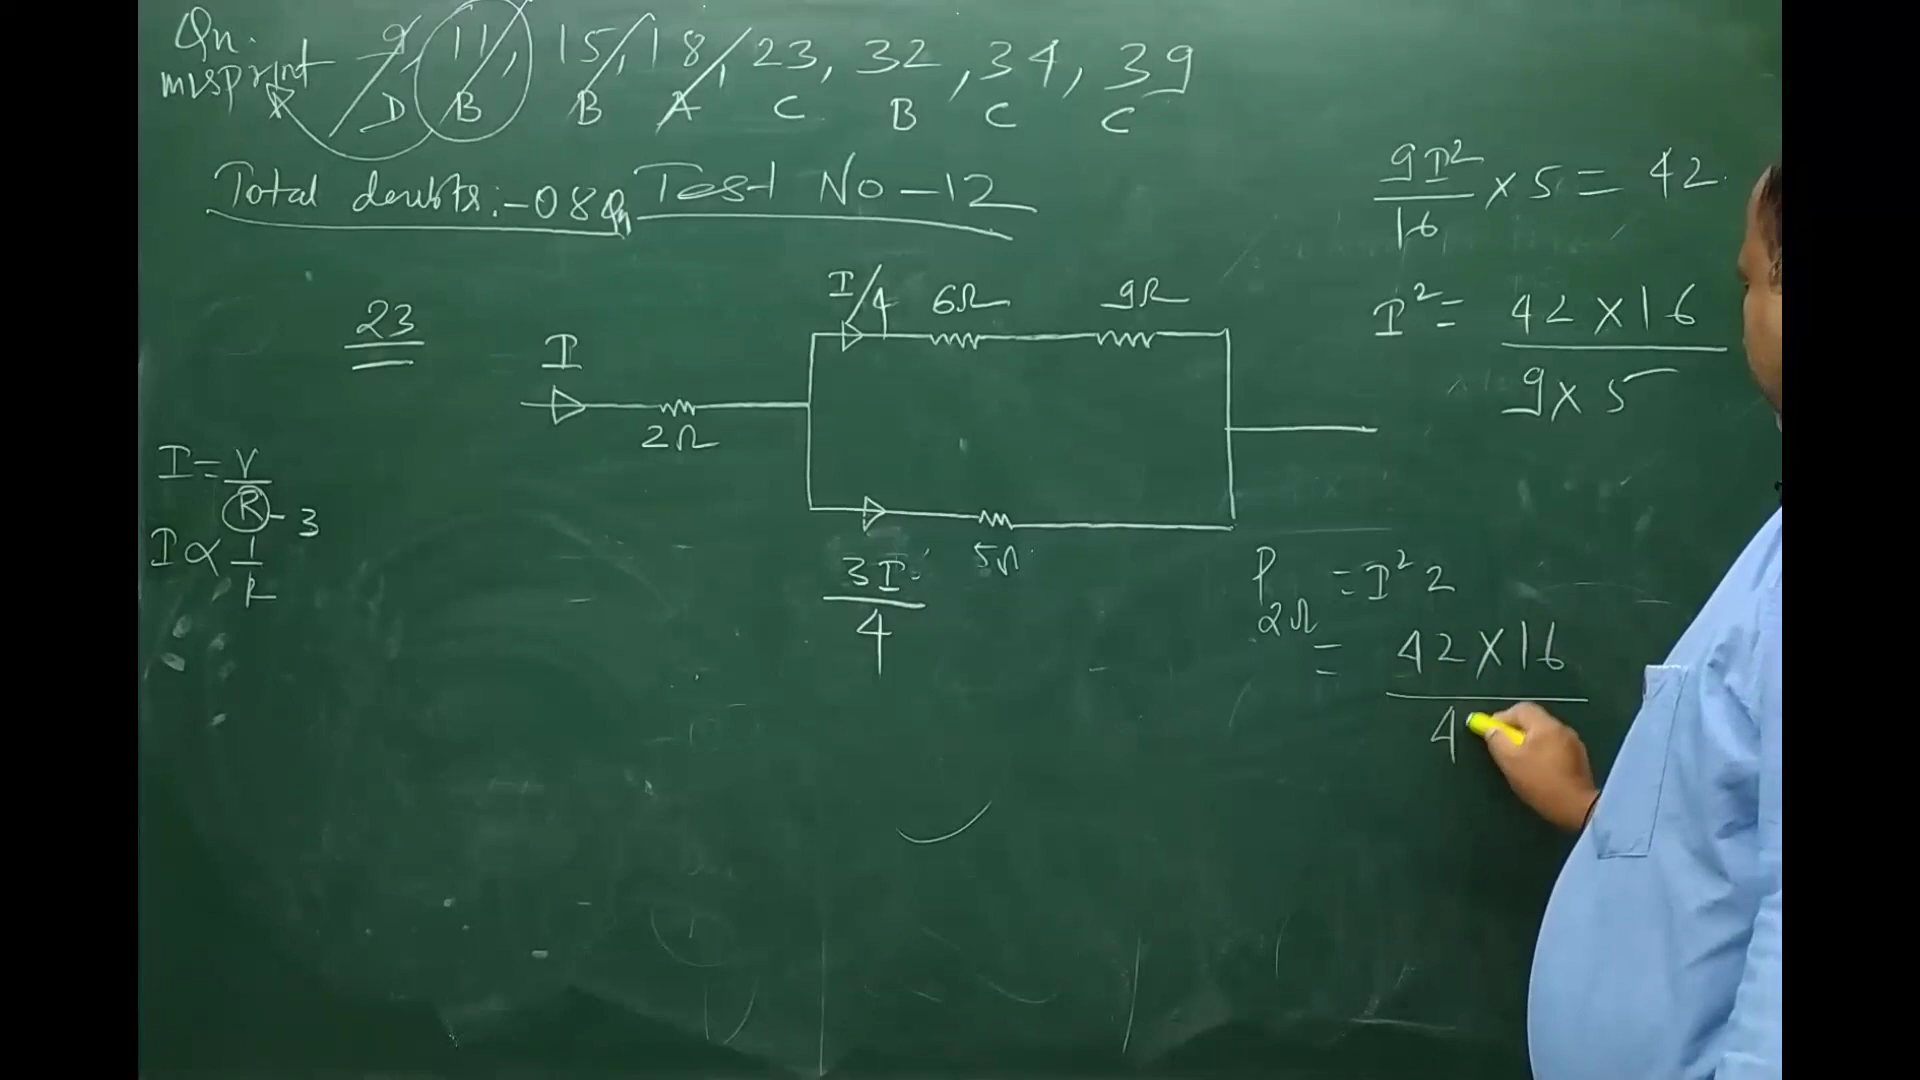 Qn. 9, 11, 15, 18, 23, 32, 34, 39
misprint D B B A C B C C
Total doubts:-08 Qn Test No-12
9I²/16 × 5 = 42
23
I/4 6Ω 9Ω
I
I² = 42×16
9×5
2Ω
I = V/R - 3
I ∝ 1/R
3I/4
5Ω
P2Ω = I² 2
= 42×16
4